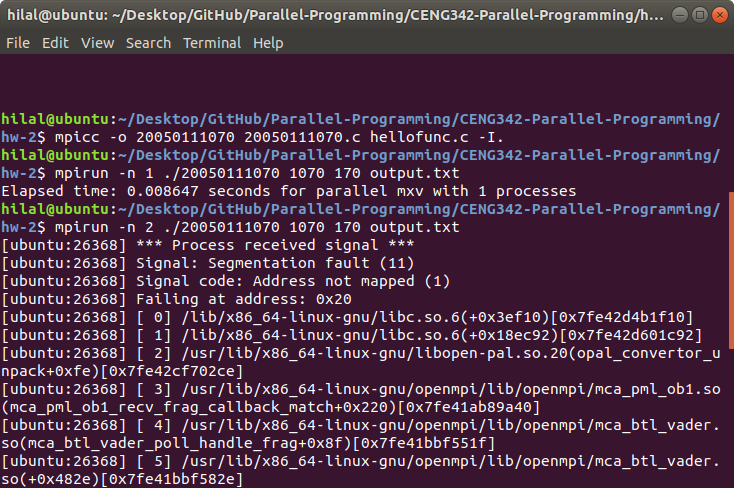 hilal@ubuntu: ~/Desktop/GitHub/Parallel-Programming/CENG342-Parallel-Programming/h...
File Edit View Search Terminal Help
hilal@ubuntu:~/Desktop/GitHub/Parallel-Programming/CENG342-Parallel-Programming/
hw-2$ mpicc -o 20050111070 20050111070.c hellofunc.c -I.
hilal@ubuntu:~/Desktop/GitHub/Parallel-Programming/CENG342-Parallel-Programming/
hw-2$ mpirun -n 1 ./20050111070 1070 170 output.txt
Elapsed time: 0.008647 seconds for parallel mxv with 1 processes
hilal@ubuntu:~/Desktop/GitHub/Parallel-Programming/CENG342-Parallel-Programming/
hw-2$ mpirun -n 2 ./20050111070 1070 170 output.txt
[ubuntu:26368] *** Process received signal ***
[ubuntu:26368] Signal: Segmentation fault (11)
[ubuntu:26368] Signal code: Address not mapped (1)
[ubuntu:26368] Failing at address: 0x20
[ubuntu:26368] [ 0] /lib/x86_64-linux-gnu/libc.so.6(+0x3ef10)[0x7fe42d4b1f10]
[ubuntu:26368] [ 1] /lib/x86_64-linux-gnu/libc.so.6(+0x18ec92)[0x7fe42d601c92]
[ubuntu:26368] [ 2] /usr/lib/x86_64-linux-gnu/libopen-pal.so.20(opal_convertor_u
npack+0xfe)[0x7fe42cf702ce]
[ubuntu:26368] [ 3] /usr/lib/x86_64-linux-gnu/openmpi/lib/openmpi/mca_pml_ob1.so
(mca_pml_ob1_recv_frag_callback_match+0x220)[0x7fe41ab89a40]
[ubuntu:26368] [ 4] /usr/lib/x86_64-linux-gnu/openmpi/lib/openmpi/mca_btl_vader.
so(mca_btl_vader_poll_handle_frag+0x8f)[0x7fe41bbf551f]
[ubuntu:26368] [ 5] /usr/lib/x86_64-linux-gnu/openmpi/lib/openmpi/mca_btl_vader.
so(+0x482e)[0x7fe41bbf582e]